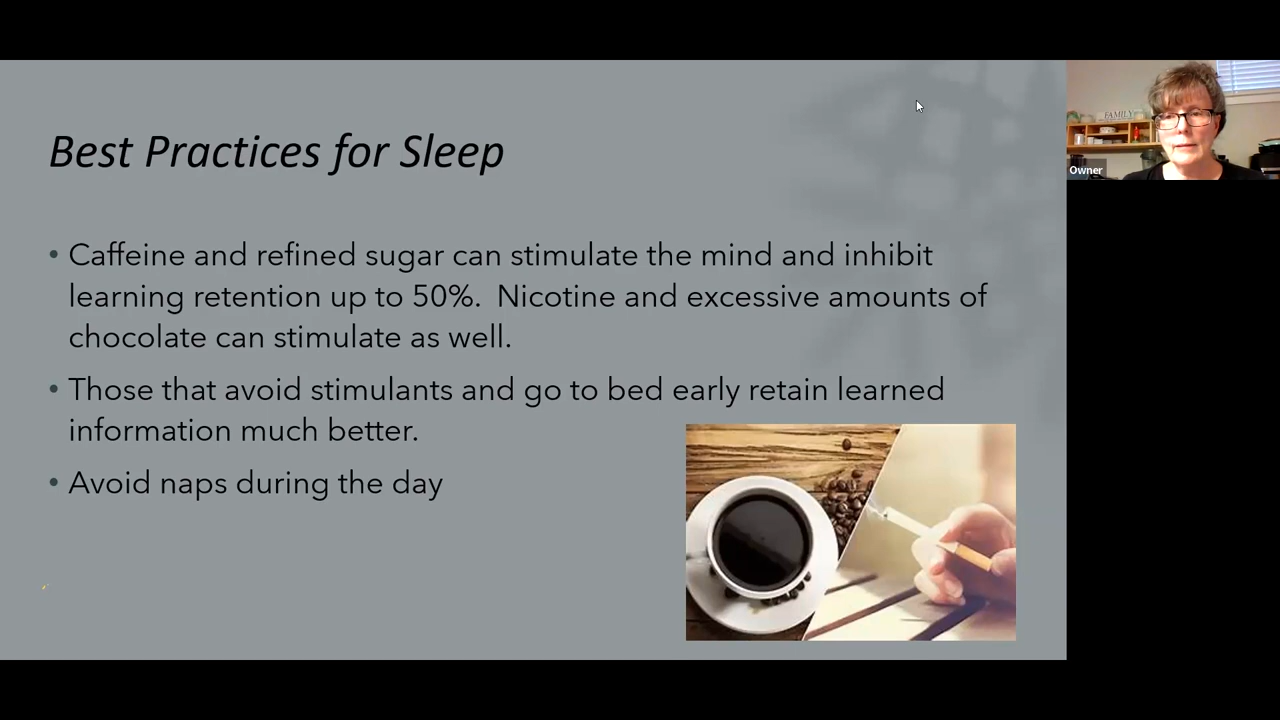 Best Practices for Sleep
• Caffeine and refined sugar can stimulate the mind and inhibit
learning retention up to 50%.  Nicotine and excessive amounts of
chocolate can stimulate as well.
• Those that avoid stimulants and go to bed early retain learned
information much better.
• Avoid naps during the day
FAMILY
Owner